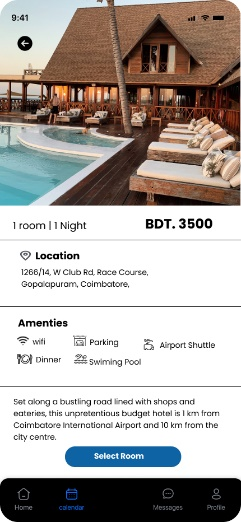 9:41
1 room | 1 Night
BDT. 3500
Location
1266/14, W Club Rd, Race Course,
Gopalapuram, Coimbatore,
Amenties
wifi
Parking
Airport Shuttle
Dinner
Swiming Pool
Set along a bustling road lined with shops and
eateries, this unpretentious budget hotel is 1 km from
Coimbatore International Airport and 10 km from the
city centre.
Select Room
Home
calendar
Messages
Profile